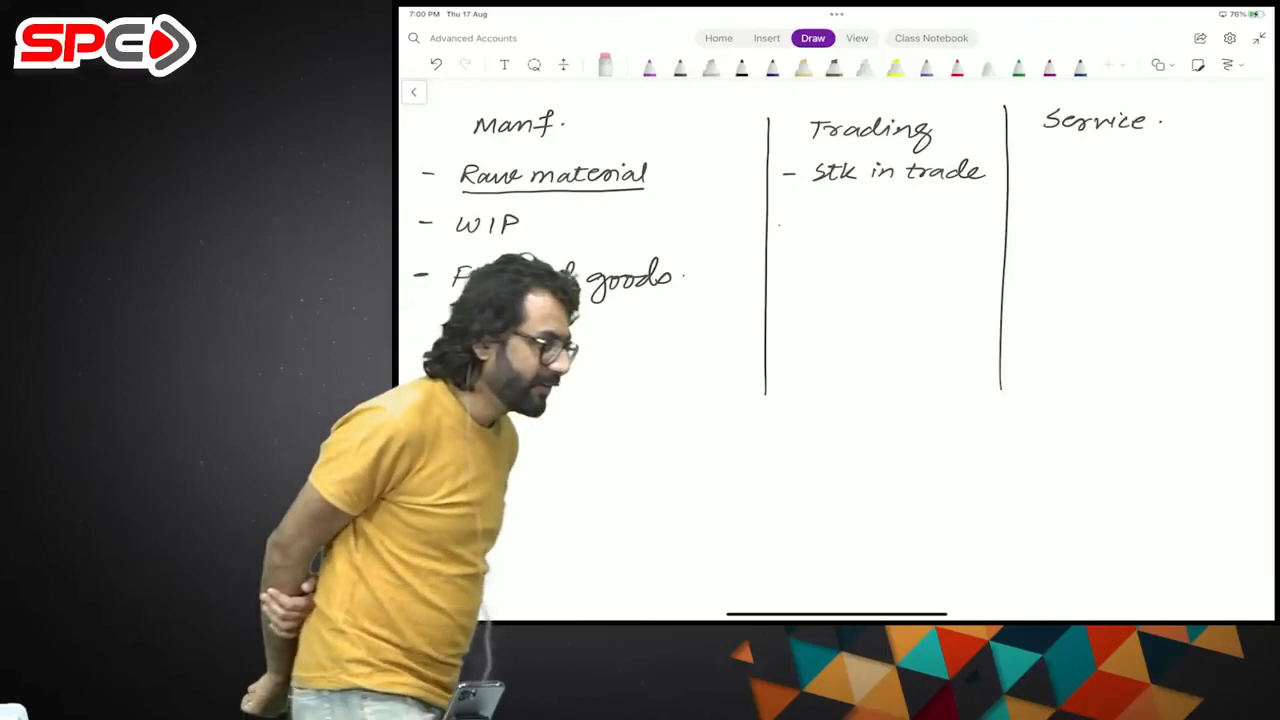 SPE
7:00 PM Thu 17 Aug
76%
Advanced Accounts
Home Insert Draw View Class Notebook
Manf.
- Raw material
- WIP
- goods.
Trading
- Stk in trade
Service.